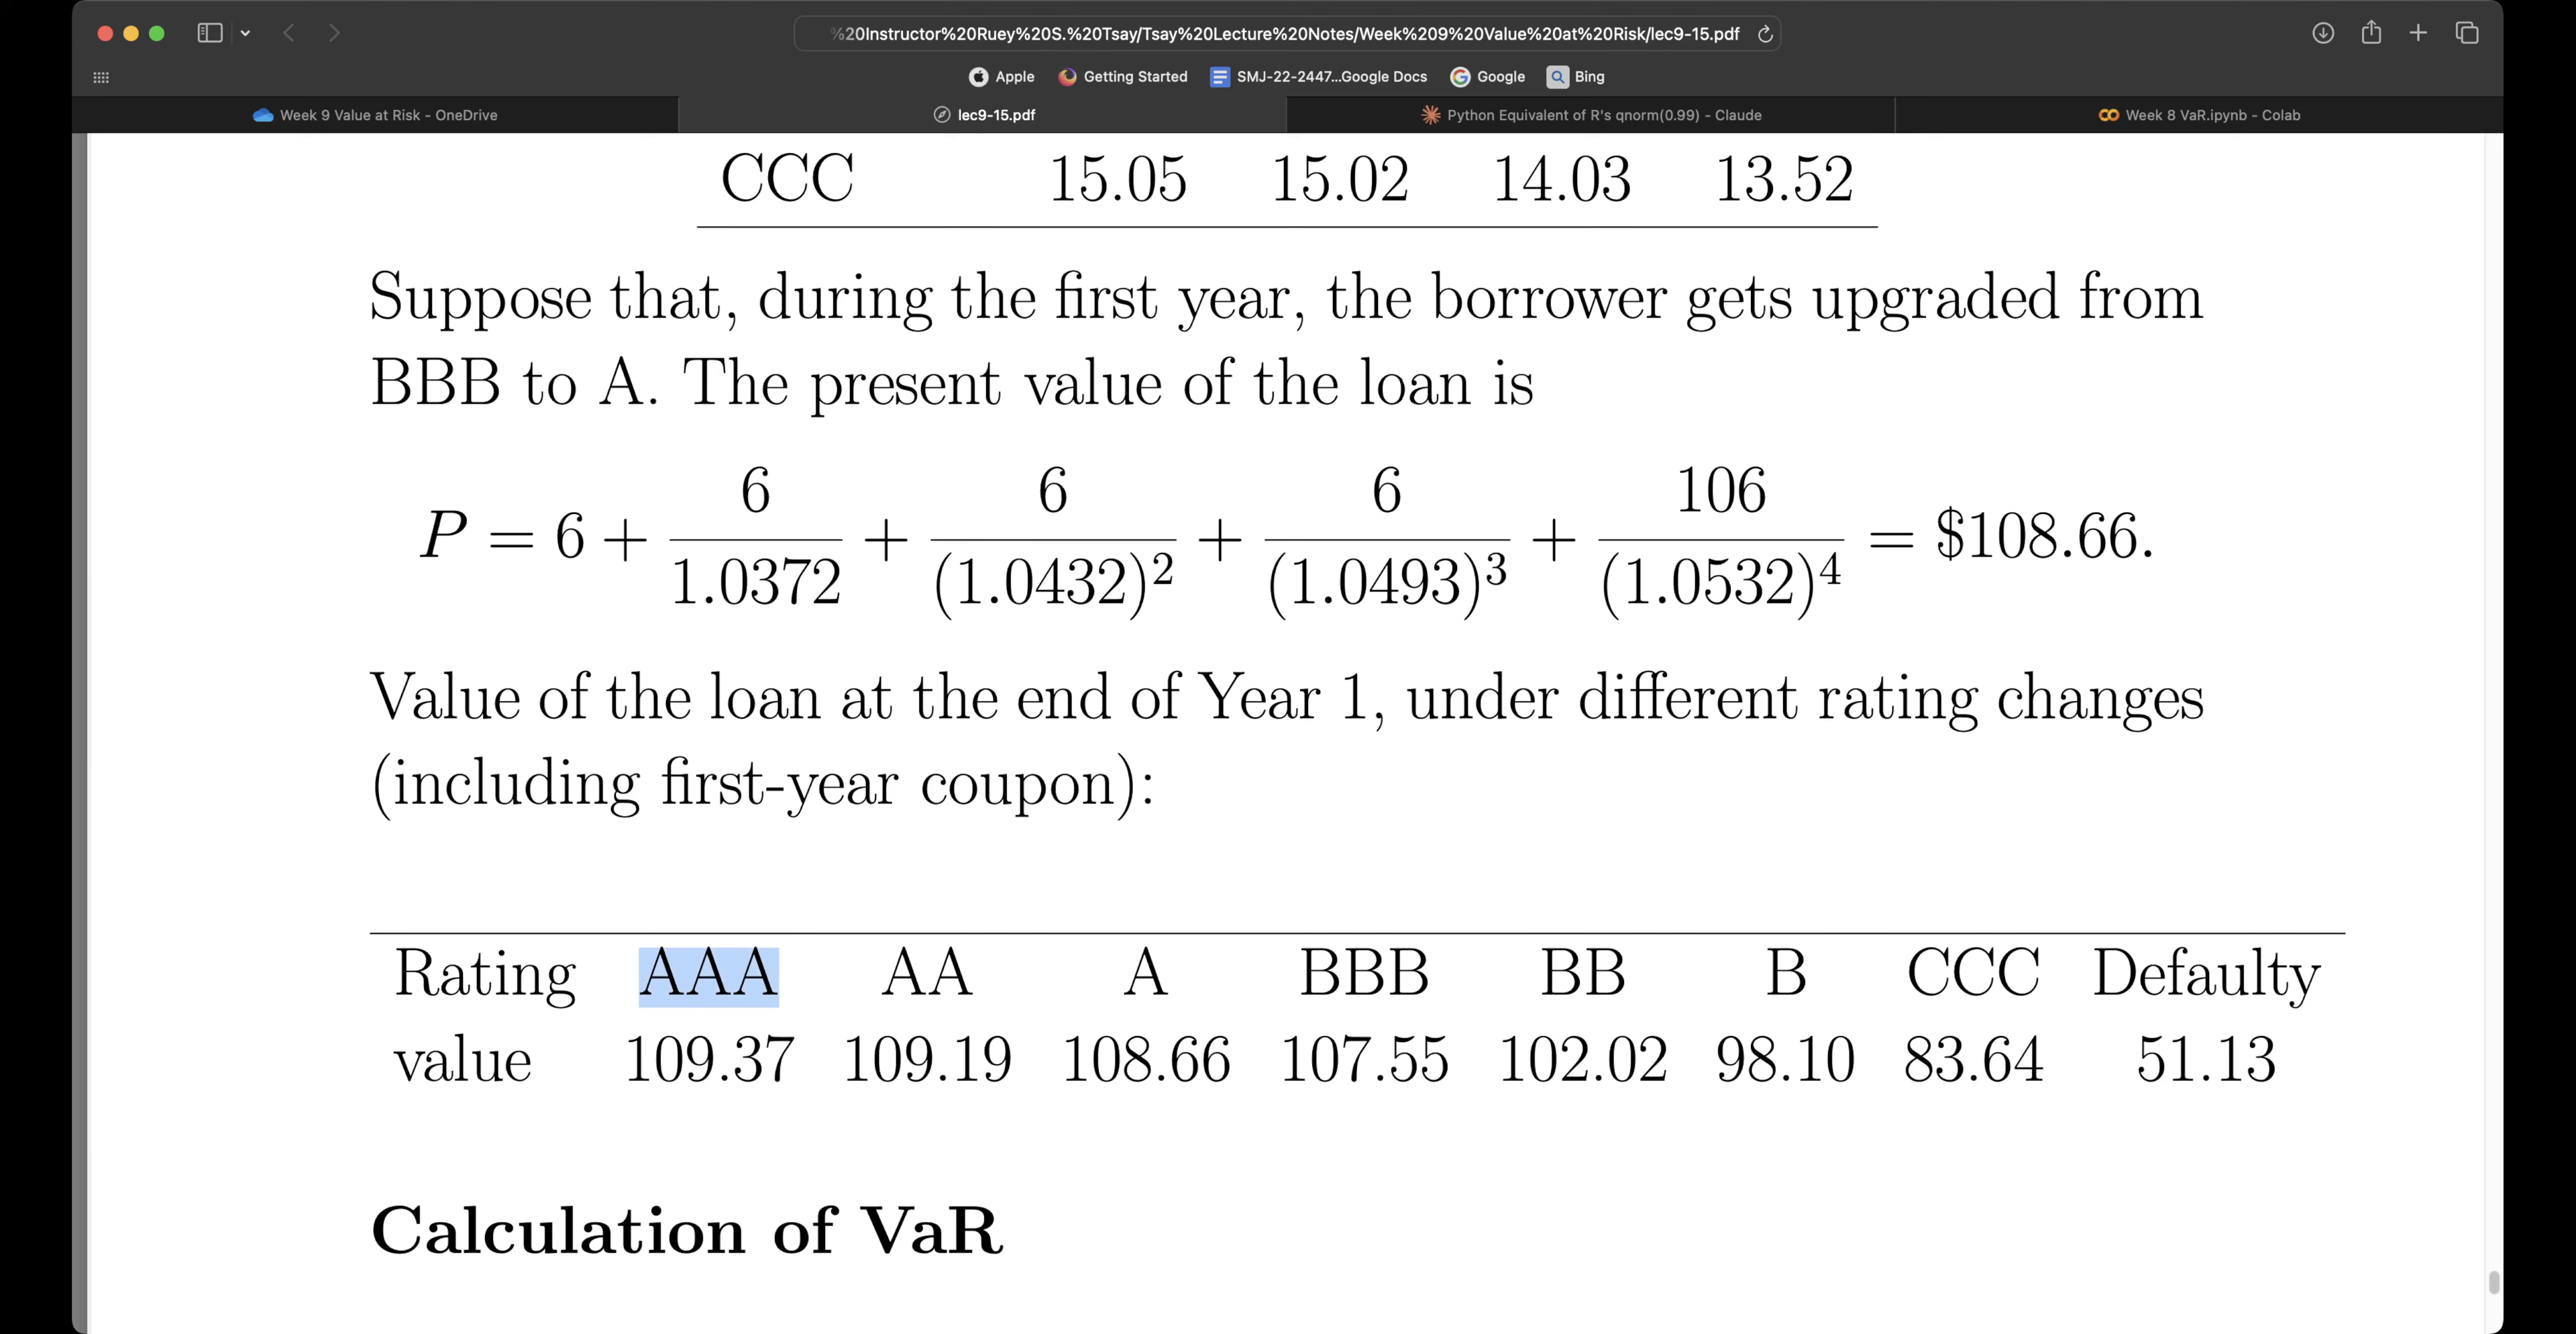 %20Instructor%20Ruey%20S.%20Tsay/Tsay%20Lecture%20Notes/Week%209%20Value%20at%20Risk/lec9-15.pdf
Apple Getting Started SMJ-22-2447...Google Docs Google Bing
Week 9 Value at Risk - OneDrive lec9-15.pdf Python Equivalent of R's qnorm(0.99) - Claude Week 8 VaR.ipynb - Colab
CCC 15.05 15.02 14.03 13.52
Suppose that, during the first year, the borrower gets upgraded from
BBB to A. The present value of the loan is
P = 6 + 6/1.0372 + 6/(1.0432)² + 6/(1.0493)³ + 106/(1.0532)⁴ = $108.66.
Value of the loan at the end of Year 1, under different rating changes
(including first-year coupon):
Rating AAA AA A BBB BB B CCC Defaulty
value 109.37 109.19 108.66 107.55 102.02 98.10 83.64 51.13
Calculation of VaR